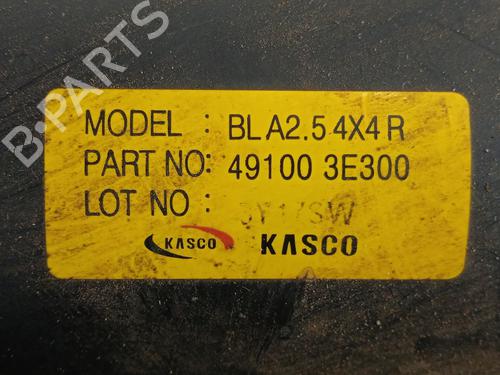 B-PARTS
MODEL : BL A2.5 4X4 R
PART NO: 49100 3E300
LOT NO :
KASCO KASCO